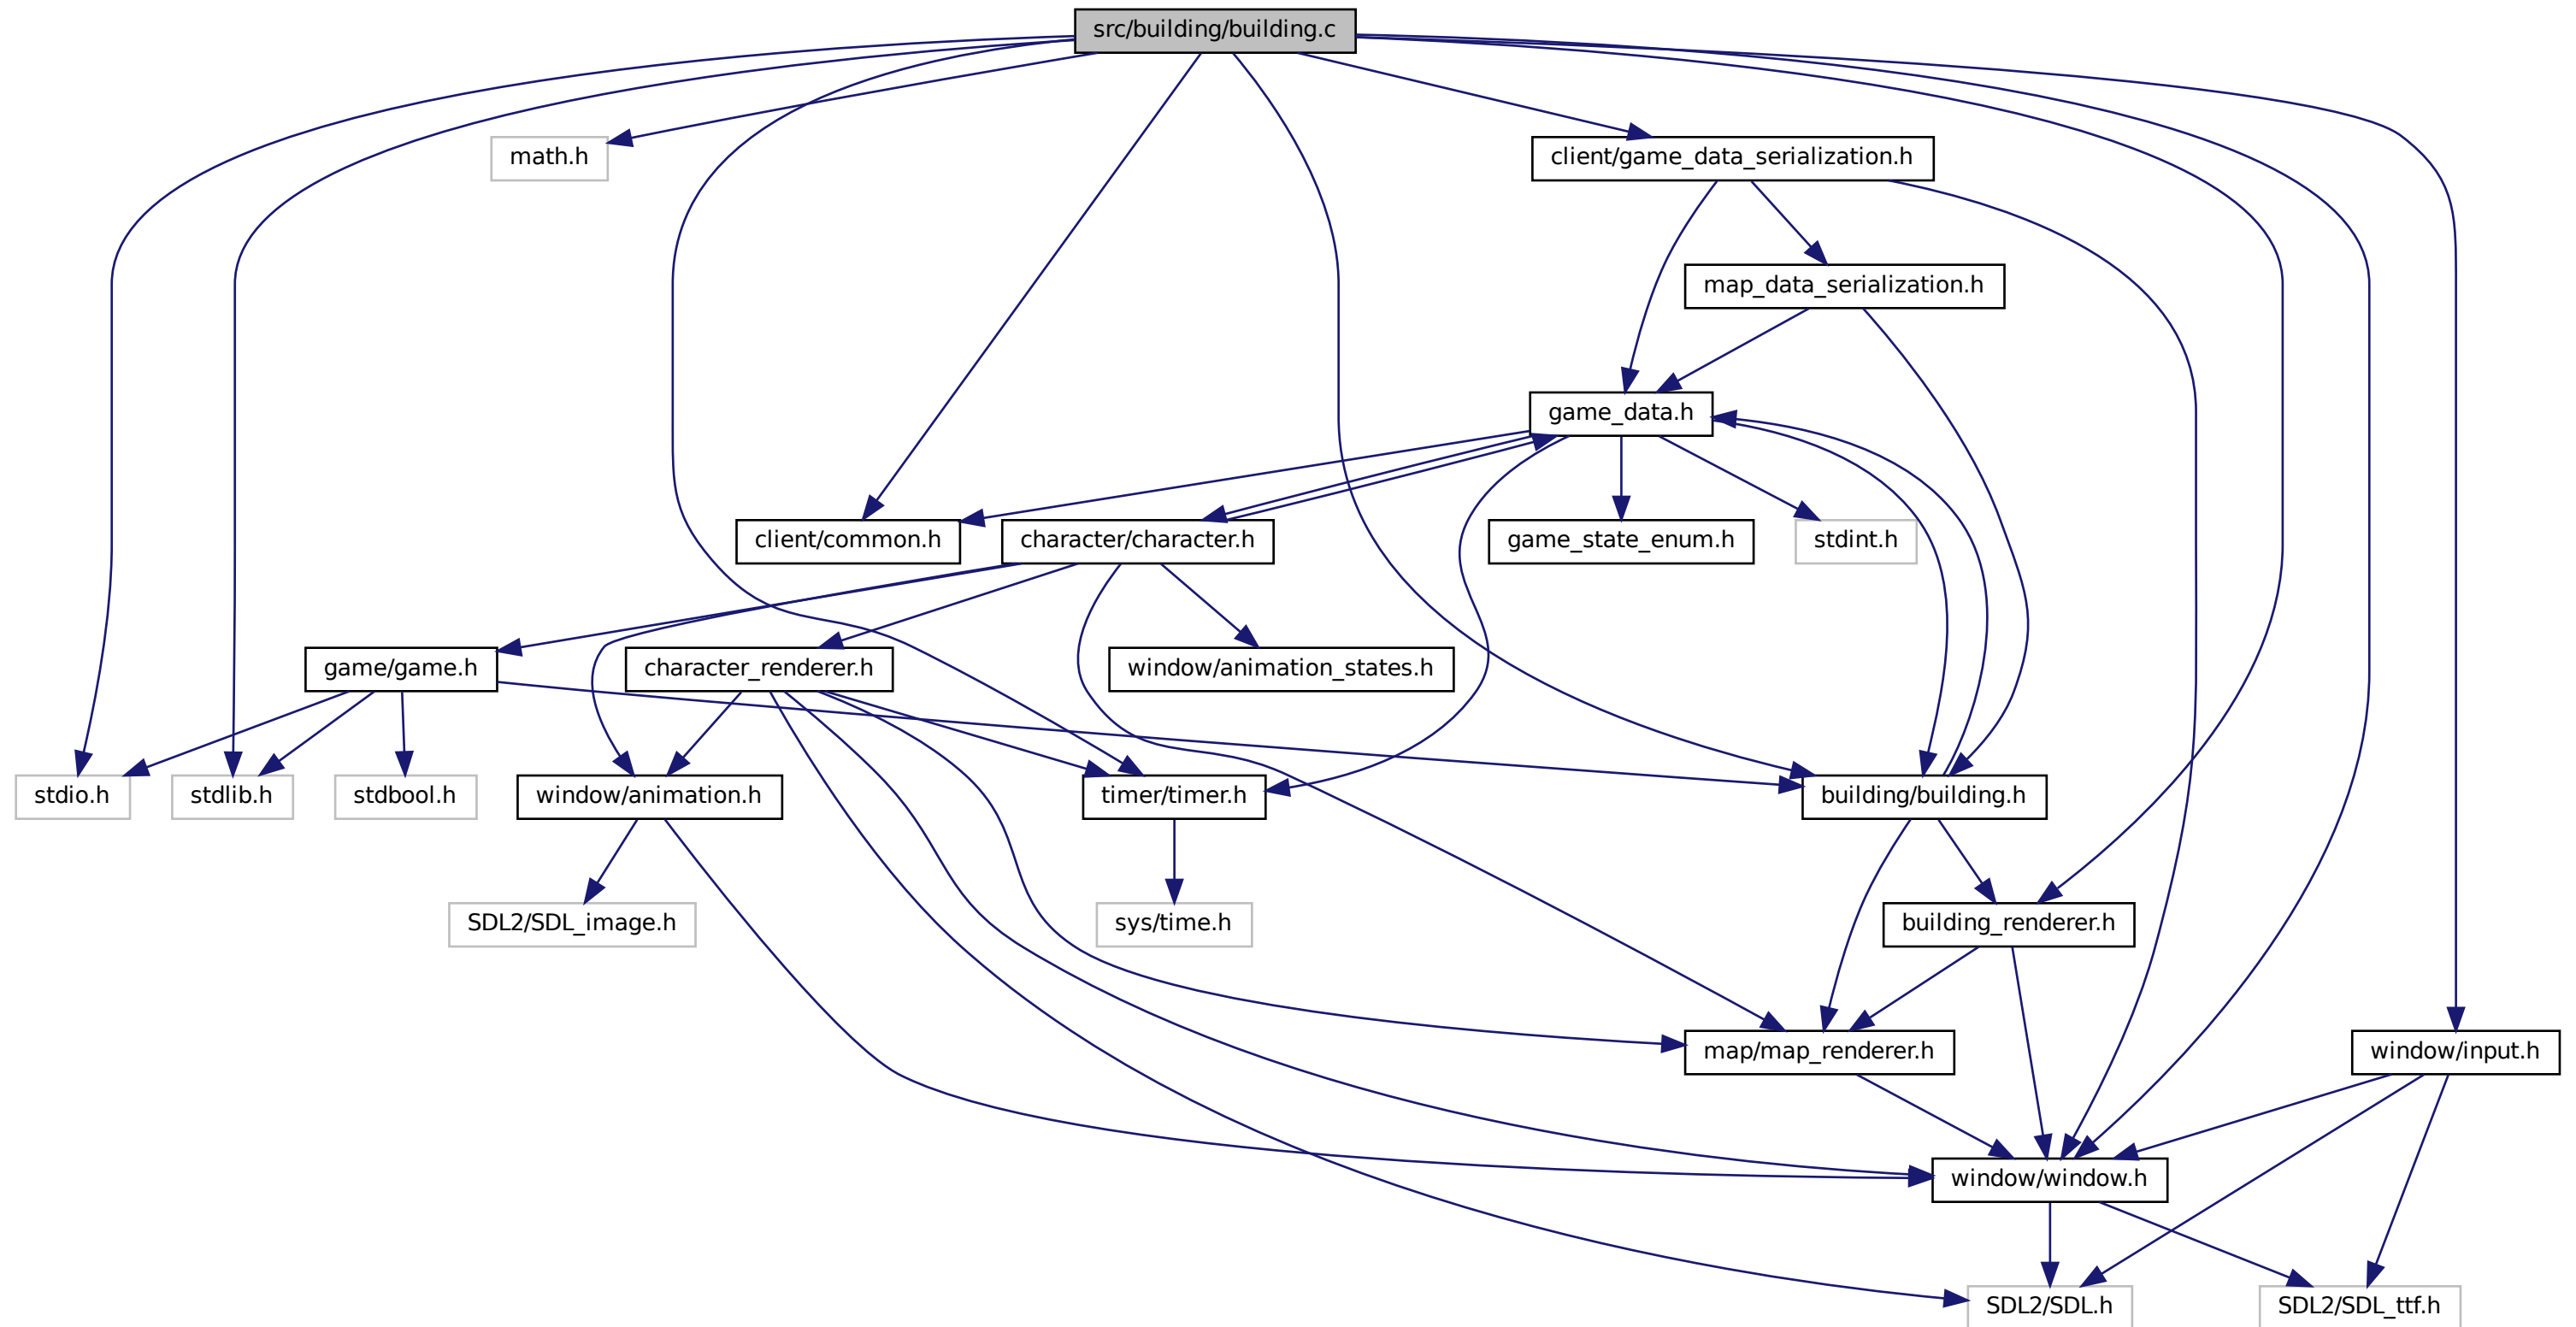 src/building/building.c
math.h
client/game_data_serialization.h
map_data_serialization.h
game_data.h
client/common.h
character/character.h
game_state_enum.h
stdint.h
game/game.h
character_renderer.h
window/animation_states.h
stdio.h
stdlib.h
stdbool.h
window/animation.h
timer/timer.h
building/building.h
SDL2/SDL_image.h
sys/time.h
building_renderer.h
map/map_renderer.h
window/input.h
window/window.h
SDL2/SDL.h
SDL2/SDL_ttf.h